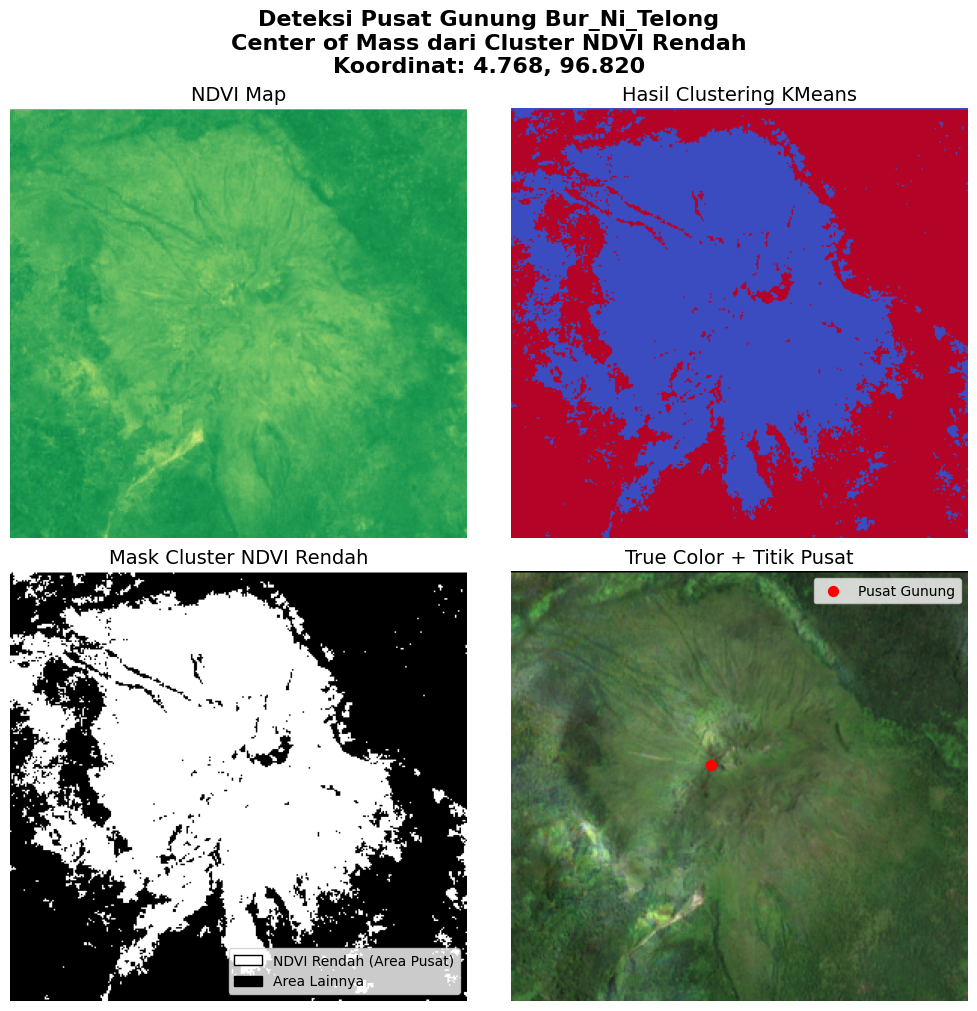 Deteksi Pusat Gunung Bur_Ni_Telong
Center of Mass dari Cluster NDVI Rendah
Koordinat: 4.768, 96.820
NDVI Map
Hasil Clustering KMeans
Mask Cluster NDVI Rendah
NDVI Rendah (Area Pusat)
Area Lainnya
True Color + Titik Pusat
Pusat Gunung